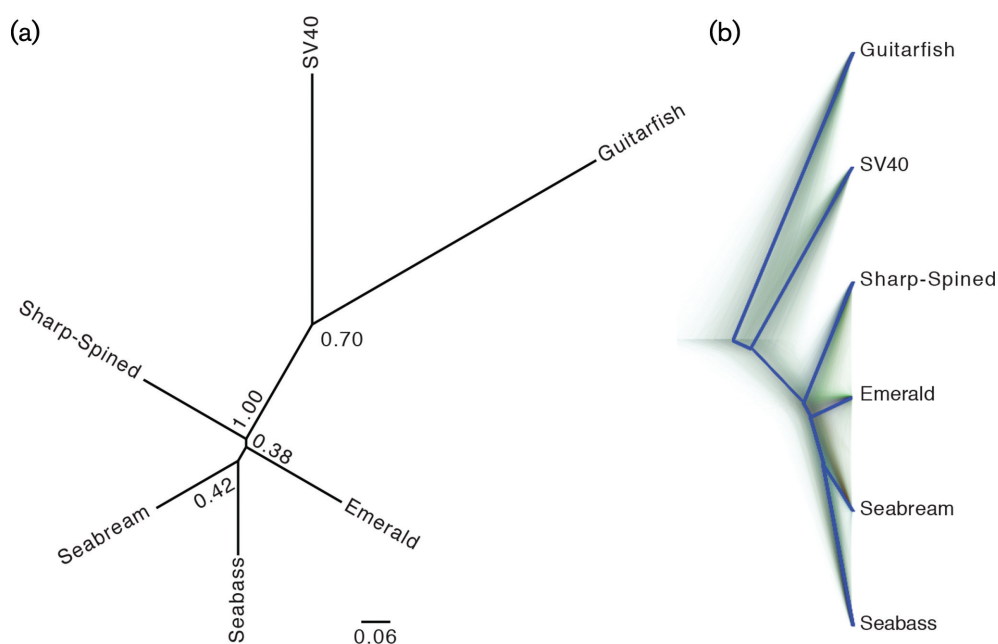 (a)
SV40
Guitarfish
0.70
Sharp-Spined
1.00
0.38
0.42
Seabream
Emerald
Seabass
0.06
(b)
Guitarfish
SV40
Sharp-Spined
Emerald
Seabream
Seabass